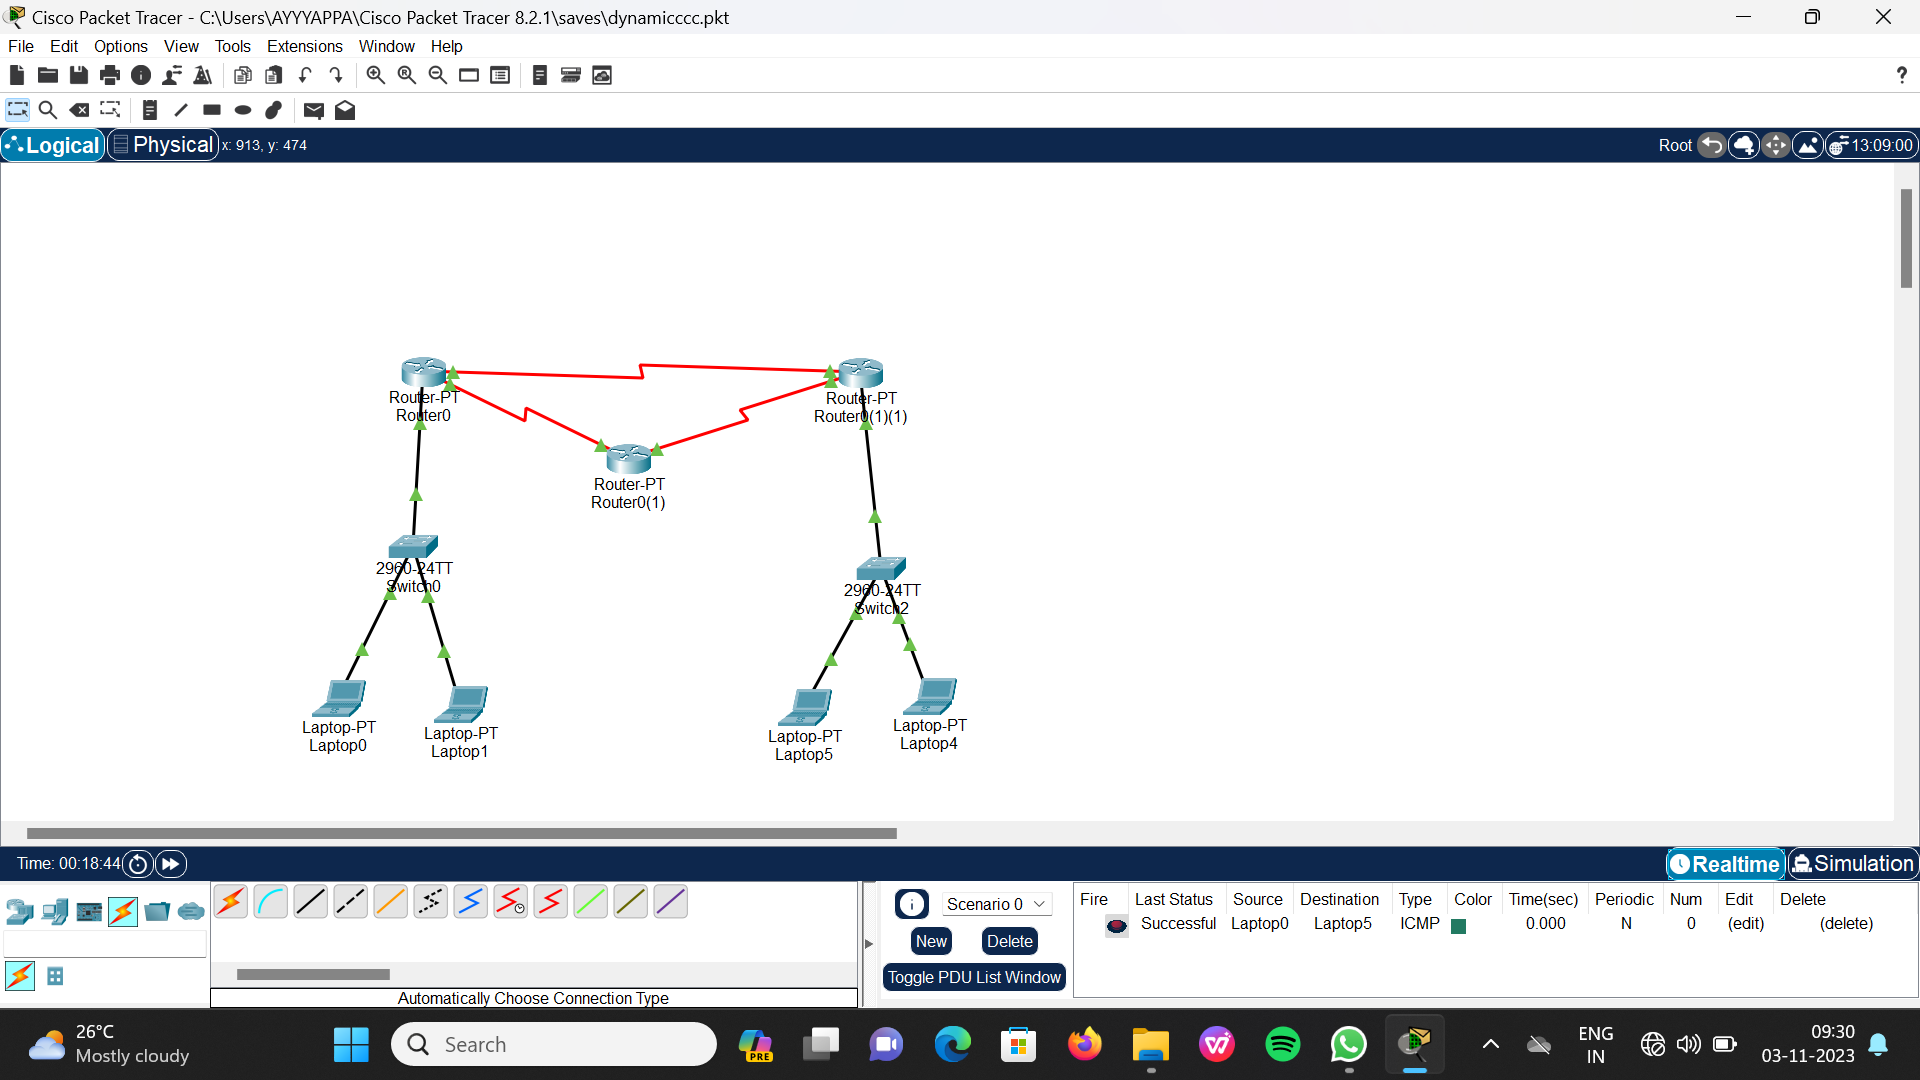 Cisco Packet Tracer - C:\Users\AYYYAPPA\Cisco Packet Tracer 8.2.1\saves\dynamicccc.pkt
File Edit Options View Tools Extensions Window Help
?
Logical Physical x: 913, y: 474 Root 13:09:00
Router-PT
Router0
Router-PT
Router0(1)(1)
Router-PT
Router0(1)
2960-24TT
Switch0
2960-24TT
Switch2
Laptop-PT
Laptop0
Laptop-PT
Laptop1
Laptop-PT
Laptop5
Laptop-PT
Laptop4
Time: 00:18:44 Realtime Simulation
Scenario 0
New Delete
Toggle PDU List Window
Fire Last Status Source Destination Type Color Time(sec) Periodic Num Edit Delete
Successful Laptop0 Laptop5 ICMP 0.000 N 0 (edit) (delete)
Automatically Choose Connection Type
26°C
Mostly cloudy
Search
PRE
ENG
IN
09:30
03-11-2023